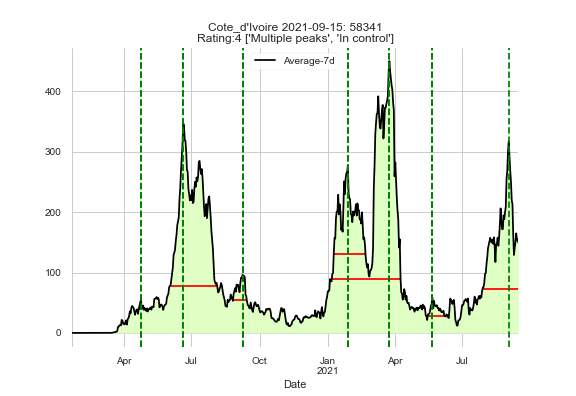 Cote_d'Ivoire 2021-09-15: 58341
Rating:4 ['Multiple peaks', 'In control']
Average-7d
400
300
200
100
0
Apr Jul Oct Jan Apr Jul
2021
Date